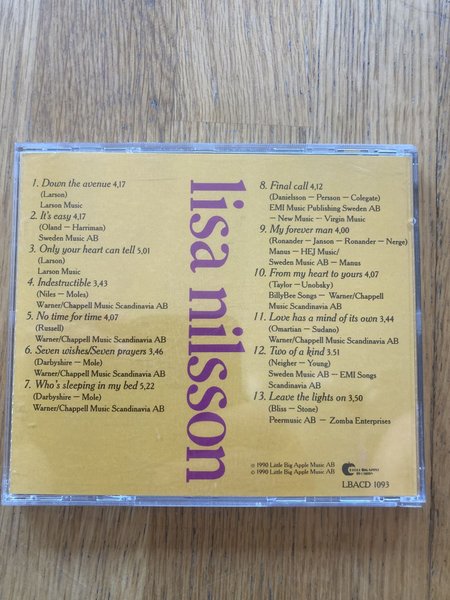 1. Down the avenue 4,17
(Larson)
Larson Music
2. It's easy 4,17
(Oland – Harriman)
Sweden Music AB
3. Only your heart can tell 5,01
(Larson)
Larson Music
4. Indestructible 3,43
(Niles – Moles)
Warner/Chappell Music Scandinavia AB
5. No time for time 4,07
(Russell)
Warner/Chappell Music Scandinavia AB
6. Seven wishes/Seven prayers 3,46
(Darbyshire – Mole)
Warner/Chappell Music Scandinavia AB
7. Who's sleeping in my bed 5,22
(Darbyshire – Mole)
Warner/Chappell Music Scandinavia AB
lisa nilsson
8. Final call 4,12
(Danielsson – Persson – Colegate)
EMI Music Publishing Sweden AB
– New Music – Virgin Music
9. My forever man 4,00
(Ronander – Janson – Ronander – Nerge)
Manus – HEJ Music/
Sweden Music AB – Manus
10. From my heart to yours 4,07
(Taylor – Unobsky)
BillyBee Songs – Warner/Chappell
Music Scandinavia AB
11. Love has a mind of its own 3,44
(Omartian – Sudano)
Warner/Chappell Music Scandinavia AB
12. Two of a kind 3.51
(Neigher – Young)
Sweden Music AB – EMI Songs
Scandinavia AB
13. Leave the lights on 3,50
(Bliss – Stone)
Peermusic AB – Zomba Enterprises
℗ 1990 Little Big Apple Music AB
© 1990 Little Big Apple Music AB
LITTLE BIG APPLE
RECORDS
LBACD 1093